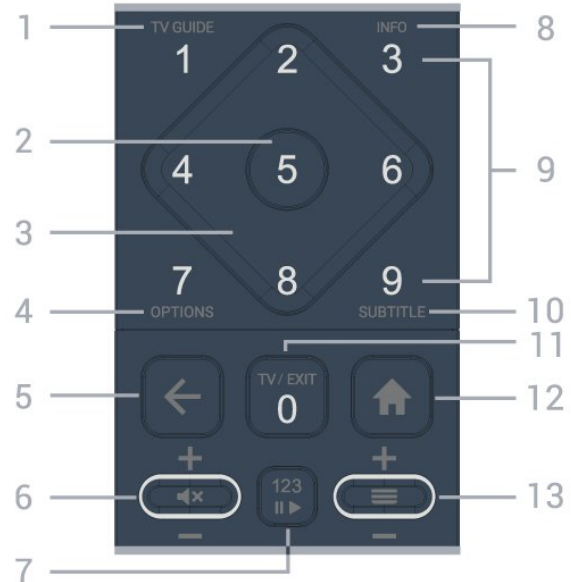 1 TV GUIDE INFO 8
1 2 3
2
4 5 6 9
3
7 8 9
4 OPTIONS SUBTITLE 10
11
TV / EXIT
5 0 12
+ +
6 13
123
− −
7